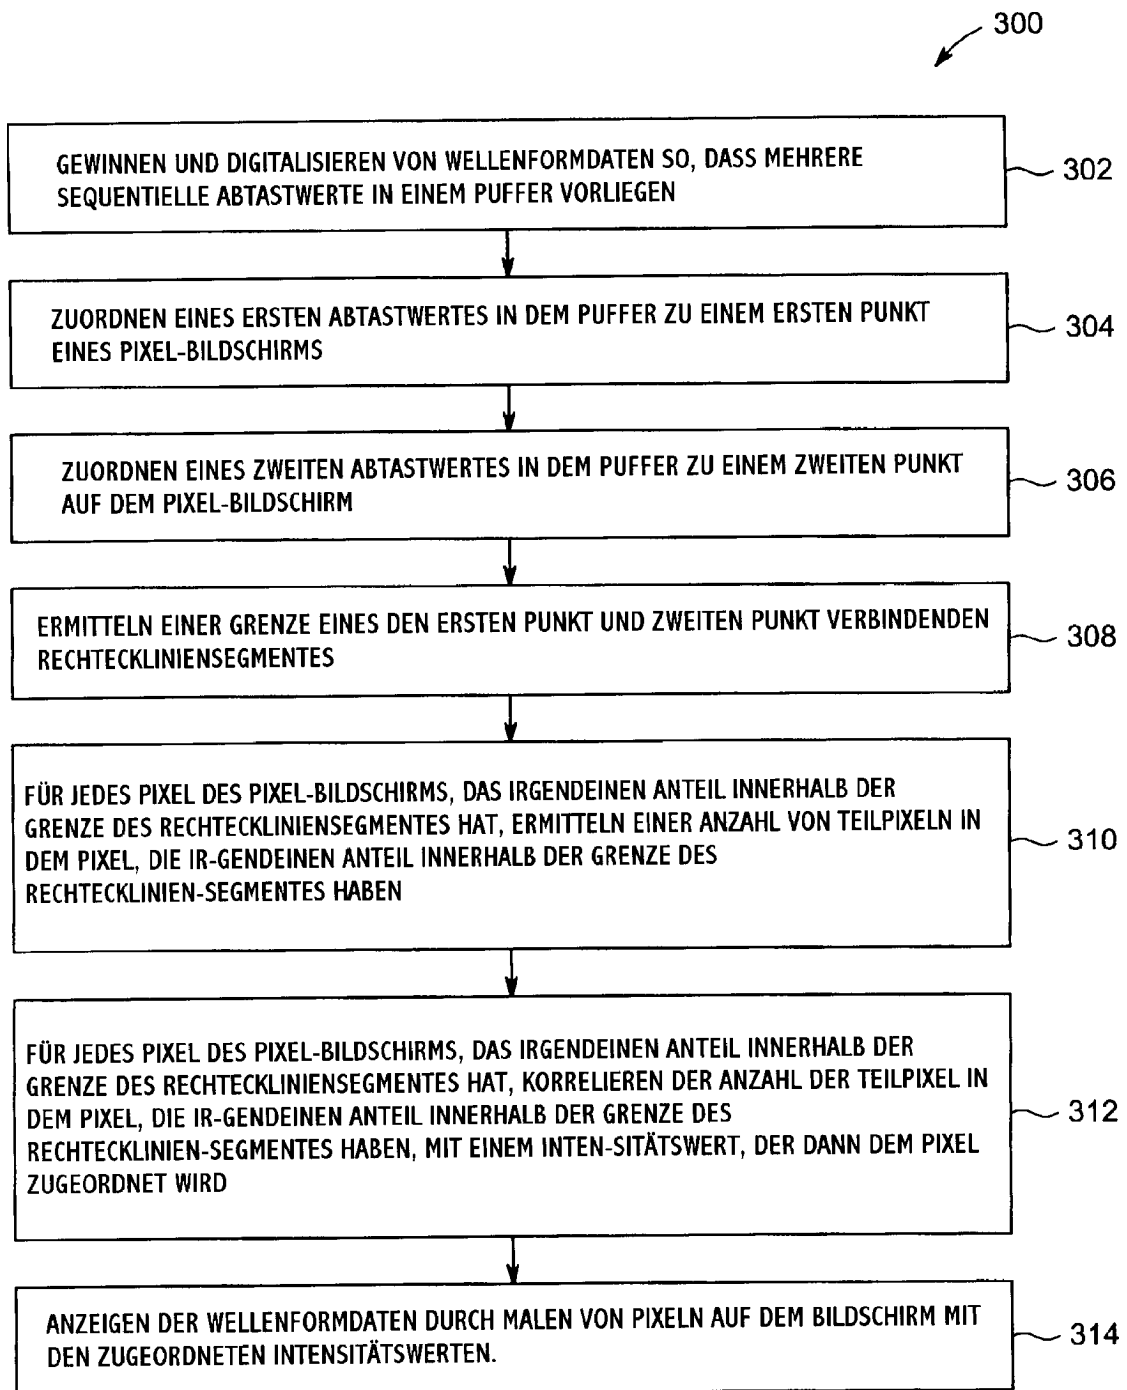 300
GEWINNEN UND DIGITALISIEREN VON WELLENFORMDATEN SO, DASS MEHRERE
SEQUENTIELLE ABTASTWERTE IN EINEM PUFFER VORLIEGEN
302
ZUORDNEN EINES ERSTEN ABTASTWERTES IN DEM PUFFER ZU EINEM ERSTEN PUNKT
EINES PIXEL-BILDSCHIRMS
304
ZUORDNEN EINES ZWEITEN ABTASTWERTES IN DEM PUFFER ZU EINEM ZWEITEN PUNKT
AUF DEM PIXEL-BILDSCHIRM
306
ERMITTELN EINER GRENZE EINES DEN ERSTEN PUNKT UND ZWEITEN PUNKT VERBINDENDEN
RECHTECKLINIENSEGMENTES
308
FÜR JEDES PIXEL DES PIXEL-BILDSCHIRMS, DAS IRGENDEINEN ANTEIL INNERHALB DER
GRENZE DES RECHTECKLINIENSEGMENTES HAT, ERMITTELN EINER ANZAHL VON TEILPIXELN IN
DEM PIXEL, DIE IR-GENDEINEN ANTEIL INNERHALB DER GRENZE DES
RECHTECKLINIEN-SEGMENTES HABEN
310
FÜR JEDES PIXEL DES PIXEL-BILDSCHIRMS, DAS IRGENDEINEN ANTEIL INNERHALB DER
GRENZE DES RECHTECKLINIENSEGMENTES HAT, KORRELIEREN DER ANZAHL DER TEILPIXEL IN
DEM PIXEL, DIE IR-GENDEINEN ANTEIL INNERHALB DER GRENZE DES
RECHTECKLINIEN-SEGMENTES HABEN, MIT EINEM INTEN-SITÄTSWERT, DER DANN DEM PIXEL
ZUGEORDNET WIRD
312
ANZEIGEN DER WELLENFORMDATEN DURCH MALEN VON PIXELN AUF DEM BILDSCHIRM MIT
DEN ZUGEORDNETEN INTENSITÄTSWERTEN.
314